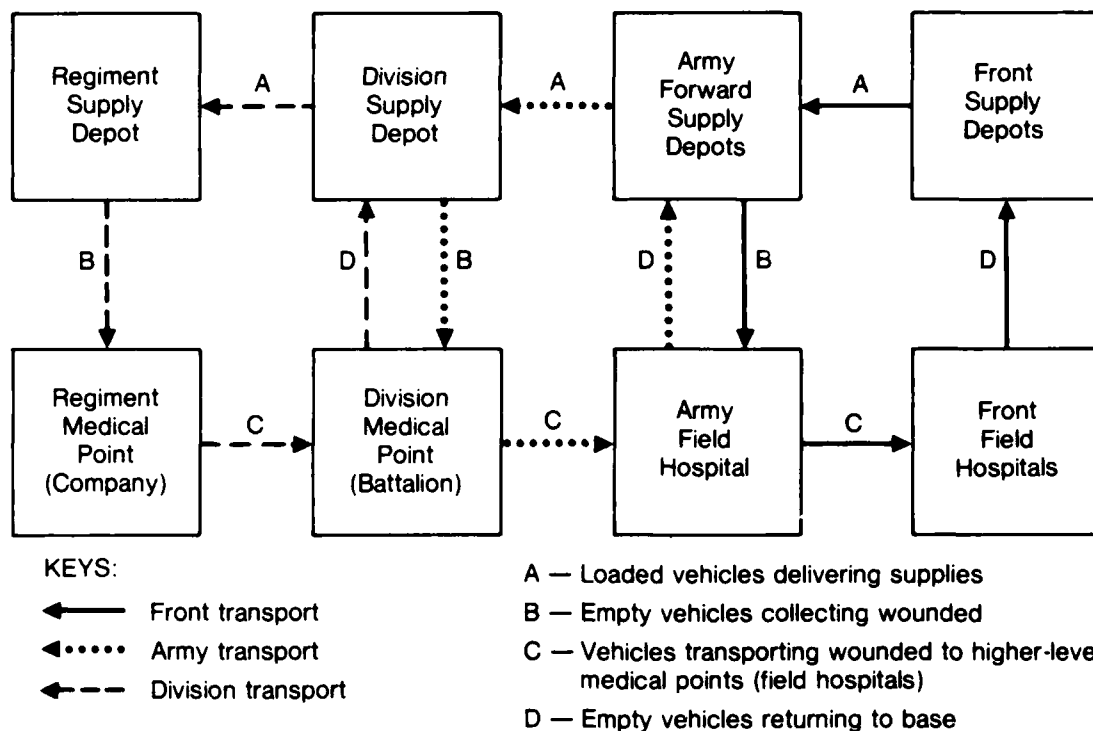 Regiment
Supply
Depot
A
Division
Supply
Depot
A
Army
Forward
Supply
Depots
A
Front
Supply
Depots
B
D
B
D
B
D
Regiment
Medical
Point
(Company)
C
Division
Medical
Point
(Battalion)
C
Army
Field
Hospital
C
Front
Field
Hospitals
KEYS:
Front transport
Army transport
Division transport
A — Loaded vehicles delivering supplies
B — Empty vehicles collecting wounded
C — Vehicles transporting wounded to higher-level
medical points (field hospitals)
D — Empty vehicles returning to base